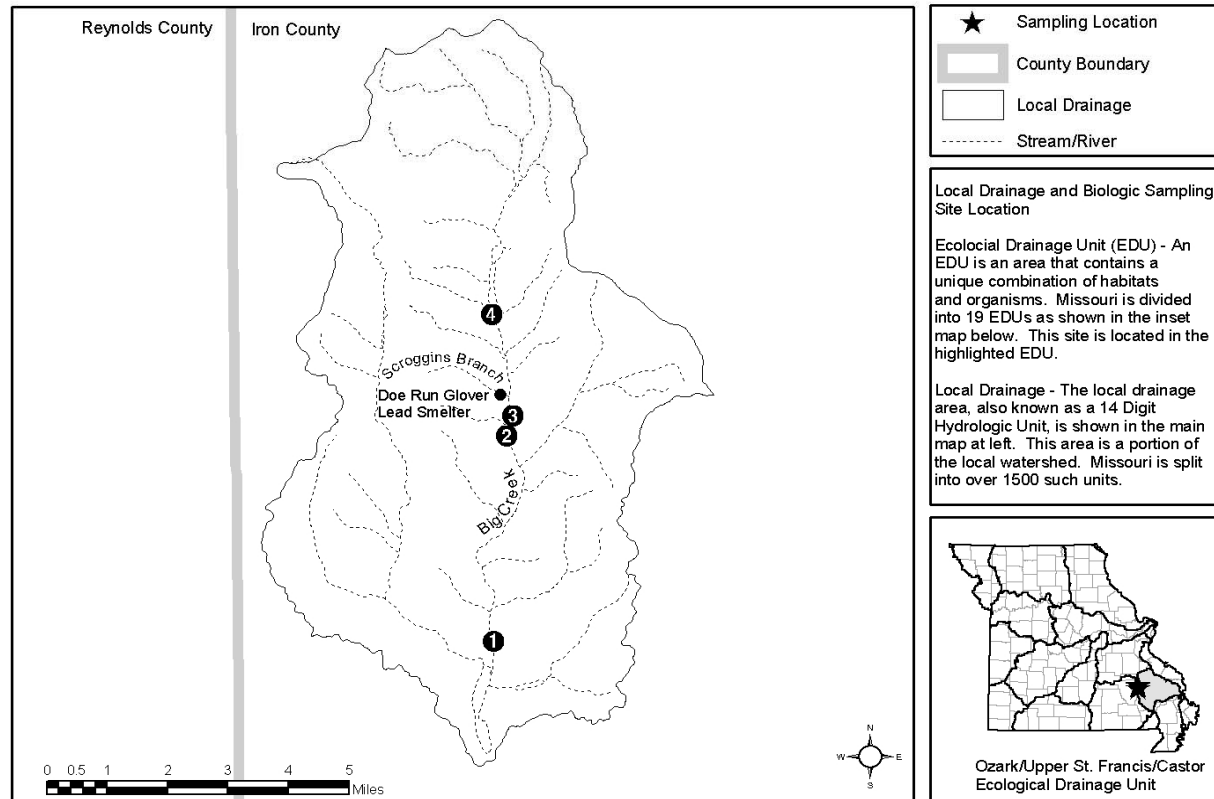 Reynolds County
Iron County
4
Scroggins Branch
Doe Run Glover
Lead Smelter
3
2
Big Creek
1
0 0.5 1 2 3 4 5
Miles
N
W E
S
Sampling Location
County Boundary
Local Drainage
Stream/River
Local Drainage and Biologic Sampling
Site Location
Ecolocial Drainage Unit (EDU) - An
EDU is an area that contains a
unique combination of habitats
and organisms. Missouri is divided
into 19 EDUs as shown in the inset
map below. This site is located in the
highlighted EDU.
Local Drainage - The local drainage
area, also known as a 14 Digit
Hydrologic Unit, is shown in the main
map at left. This area is a portion of
the local watershed. Missouri is split
into over 1500 such units.
Ozark/Upper St. Francis/Castor
Ecological Drainage Unit